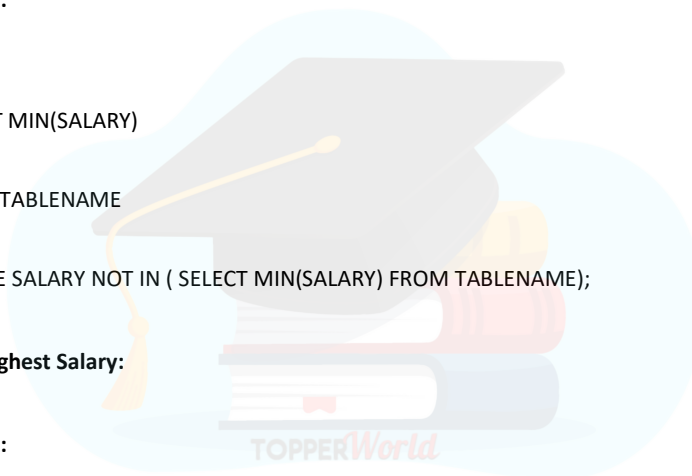 :
T MIN(SALARY)
TABLENAME
E SALARY NOT IN ( SELECT MIN(SALARY) FROM TABLENAME);
ghest Salary:
:
TOPPERWorld